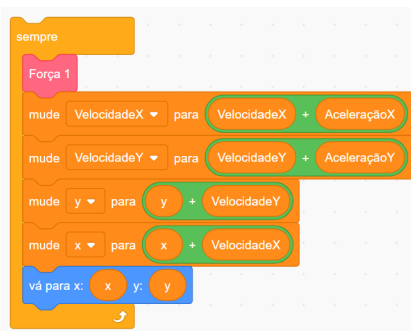 sempre
Força 1
mude VelocidadeX para VelocidadeX + AceleraçãoX
mude VelocidadeY para VelocidadeY + AceleraçãoY
mude y para y + VelocidadeY
mude x para x + VelocidadeX
vá para x: x y: y